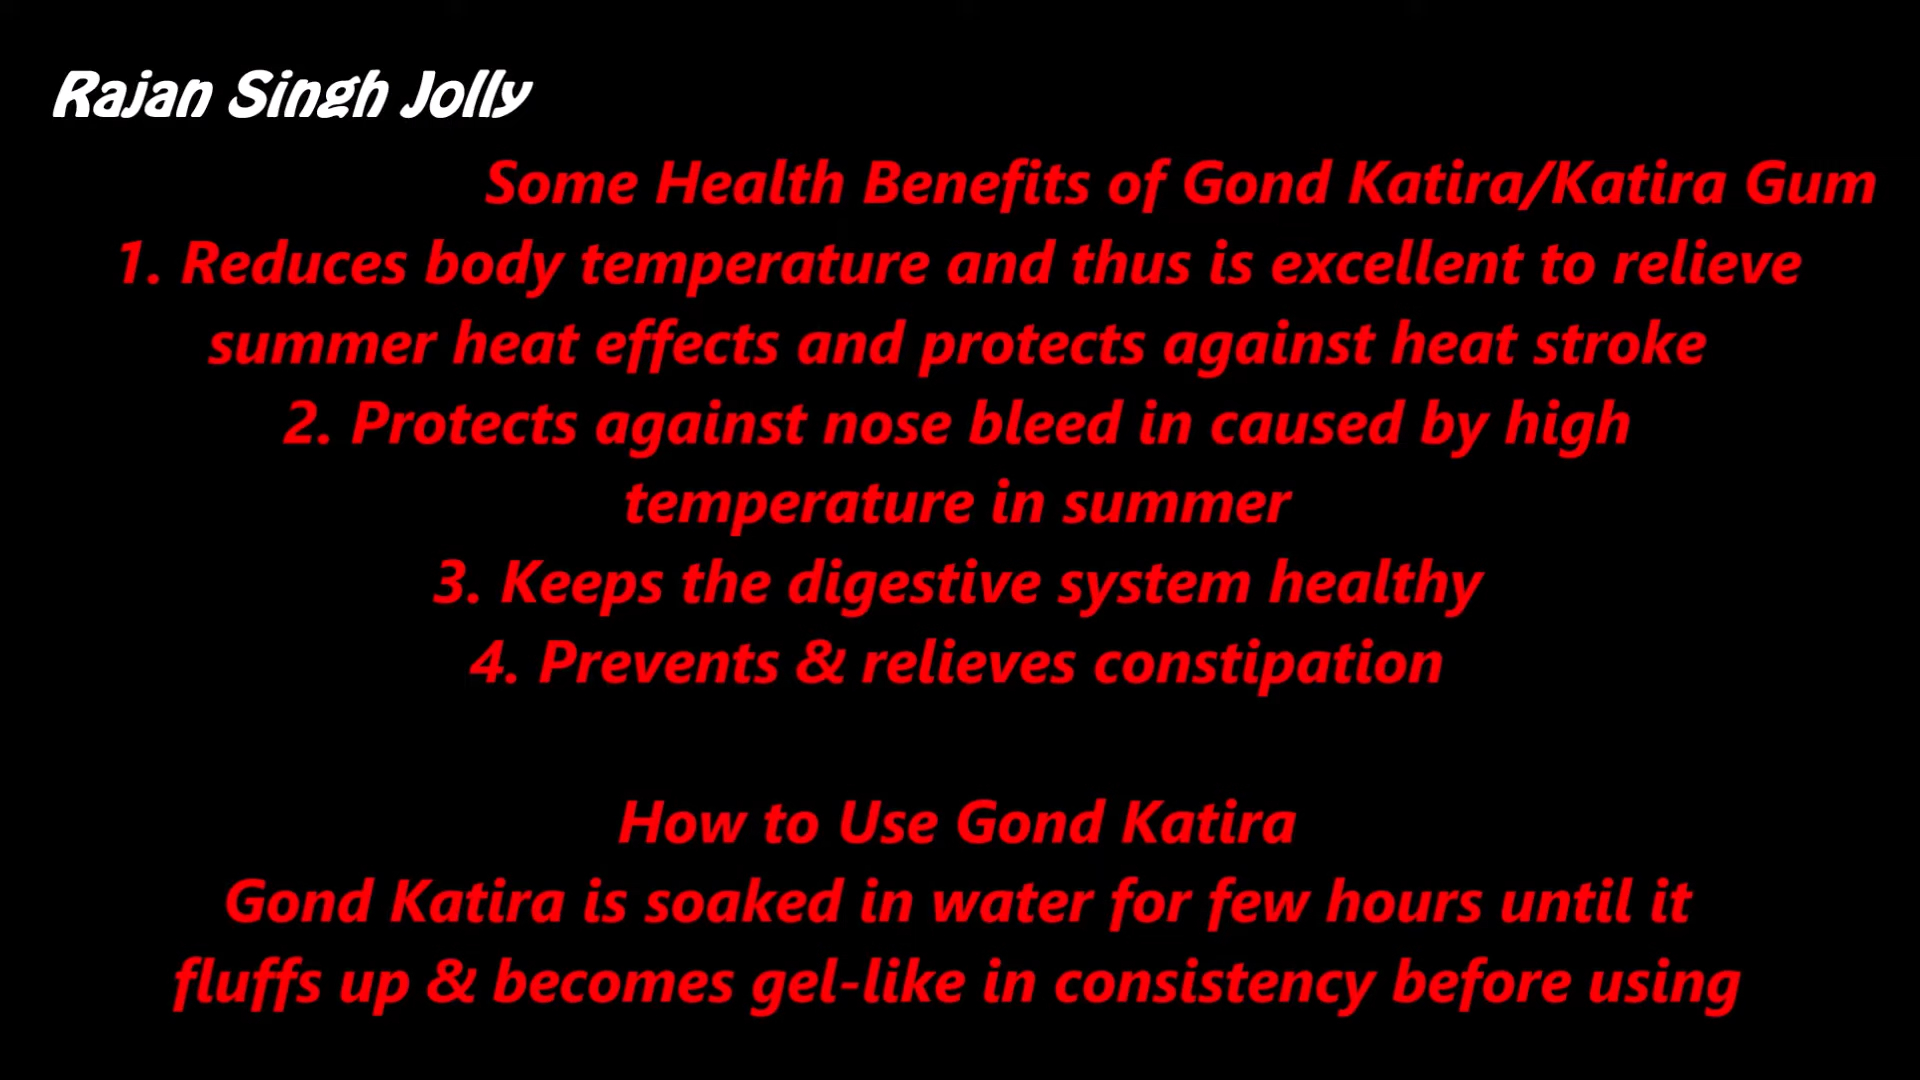 Rajan Singh Jolly
Some Health Benefits of Gond Katira/Katira Gum
1. Reduces body temperature and thus is excellent to relieve
summer heat effects and protects against heat stroke
2. Protects against nose bleed in caused by high
temperature in summer
3. Keeps the digestive system healthy
4. Prevents & relieves constipation
How to Use Gond Katira
Gond Katira is soaked in water for few hours until it
fluffs up & becomes gel-like in consistency before using